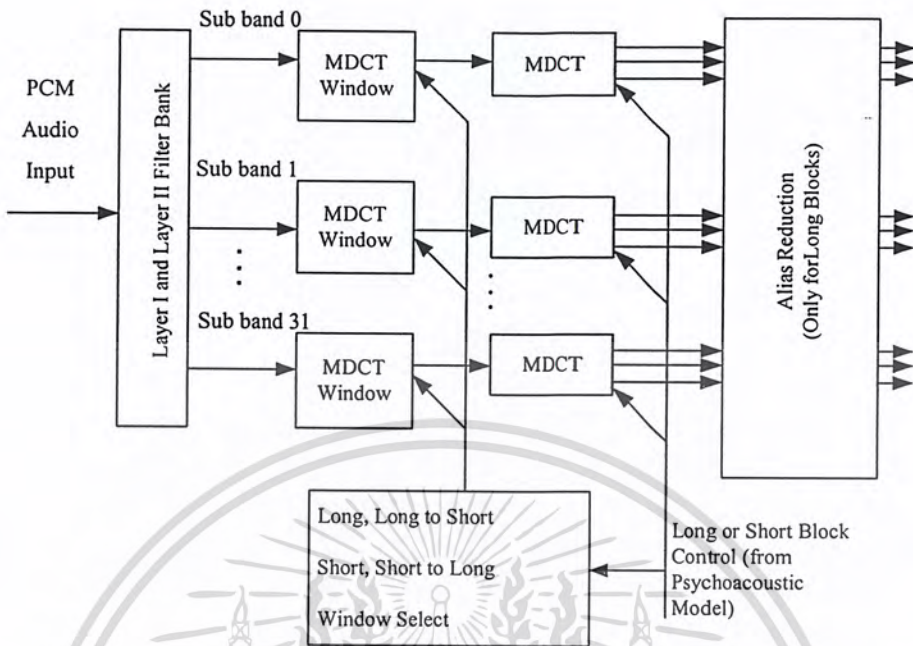 PCM
Audio
Input
Layer I and Layer II Filter Bank
Sub band 0
Sub band 1
Sub band 31
MDCT
Window
MDCT
MDCT
Window
MDCT
MDCT
Window
MDCT
Alias Reduction
(Only forLong Blocks)
Long, Long to Short
Short, Short to Long
Window Select
Long or Short Block
Control (from
Psychoacoustic
Model)